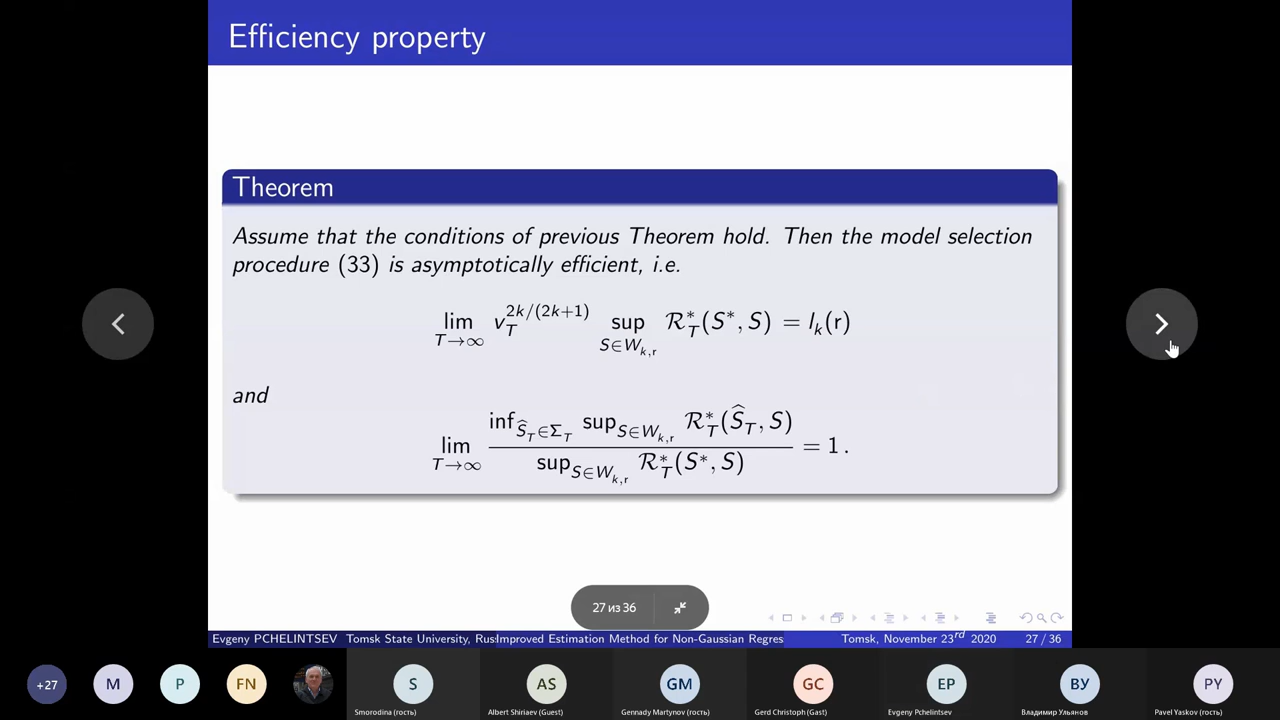 Efficiency property
Theorem
Assume that the conditions of previous Theorem hold. Then the model selection
procedure (33) is asymptotically efficient, i.e.
lim_{T→∞} v_T^{2k/(2k+1)} sup_{S∈W_{k,r}} R*_T(S*, S) = l_k(r)
and
lim_{T→∞} inf_{Ŝ_T∈Σ_T} sup_{S∈W_{k,r}} R*_T(Ŝ_T, S) / sup_{S∈W_{k,r}} R*_T(S*, S) = 1 .
27 из 36
Evgeny PCHELINTSEV Tomsk State University, Rus Improved Estimation Method for Non-Gaussian Regres Tomsk, November 23rd 2020 27 / 36
+27 M P FN S AS GM GC EP ВУ PY
Smorodina (гость) Albert Shiriaev (Guest) Gennady Martynov (гость) Gerd Christoph (Gast) Evgeny Pchelintsev Владимир Ульянов Pavel Yaskov (гость)